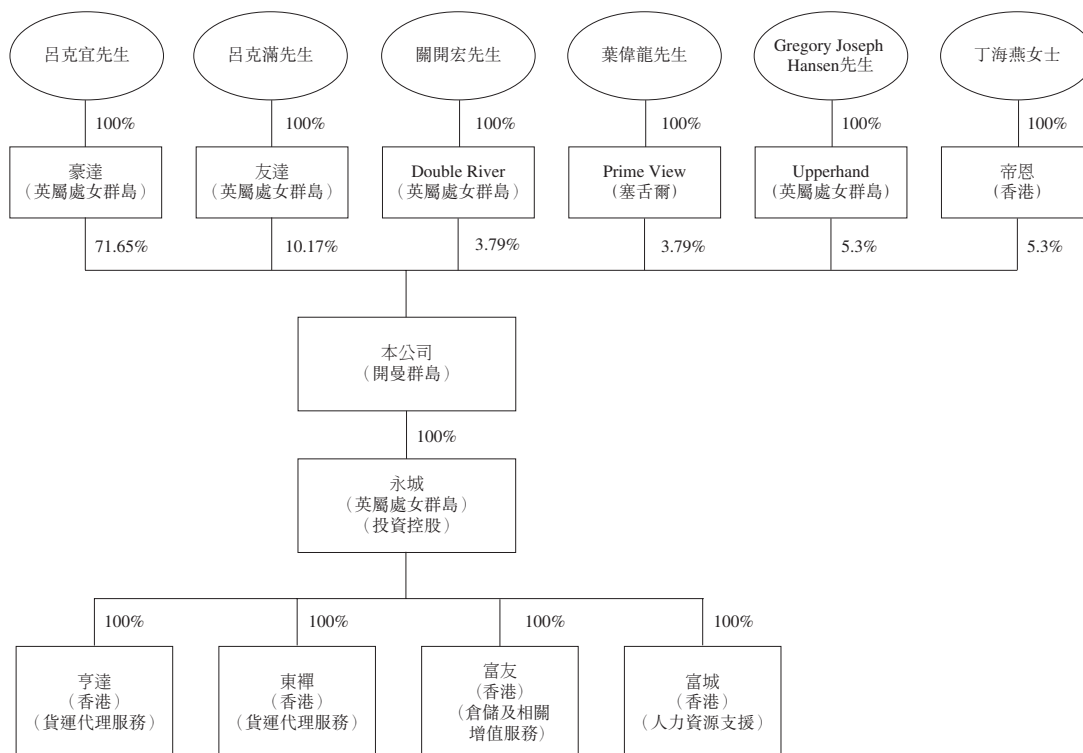 呂克宜先生
呂克滿先生
關開宏先生
葉偉龍先生
Gregory Joseph
Hansen先生
丁海燕女士
100%
100%
100%
100%
100%
100%
豪達
(英屬處女群島)
友達
(英屬處女群島)
Double River
(英屬處女群島)
Prime View
(塞舌爾)
Upperhand
(英屬處女群島)
帝恩
(香港)
71.65%
10.17%
3.79%
3.79%
5.3%
5.3%
本公司
(開曼群島)
100%
永城
(英屬處女群島)
(投資控股)
100%
100%
100%
100%
亨達
(香港)
(貨運代理服務)
東禪
(香港)
(貨運代理服務)
富友
(香港)
(倉儲及相關
增值服務)
富城
(香港)
(人力資源支援)